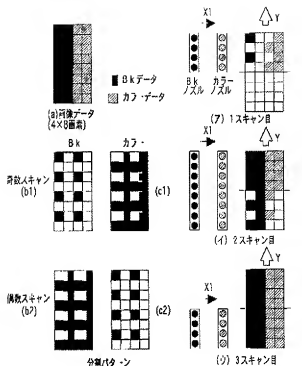 ■ Bkデータ
▨ カラーデータ
(a)画像データ
(4×8画素)
Bk
カラー
奇数スキャン
(b1)
(c1)
偶数スキャン
(b2)
(c2)
分割パターン
X1
Y
Bk
ノズル
カラー
ノズル
(ア) 1スキャン目
X1
Y
(イ) 2スキャン目
X1
Y
(ウ) 3スキャン目